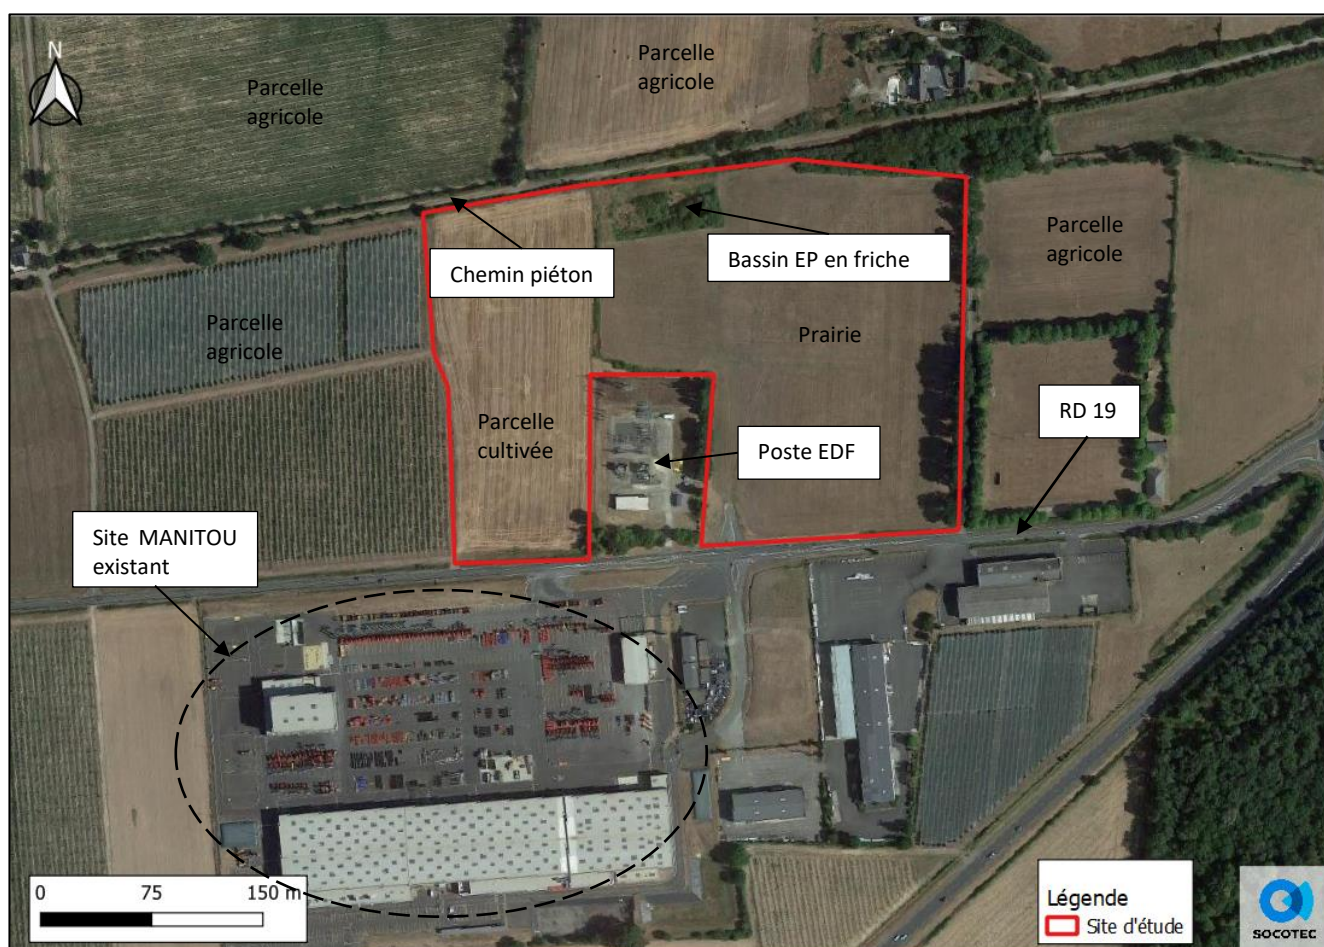 N
Parcelle
agricole
Parcelle
agricole
Chemin piéton
Bassin EP en friche
Parcelle
agricole
Parcelle
agricole
Prairie
RD 19
Parcelle
cultivée
Poste EDF
Site MANITOU
existant
0 75 150 m
Légende
Site d'étude
SOCOTEC